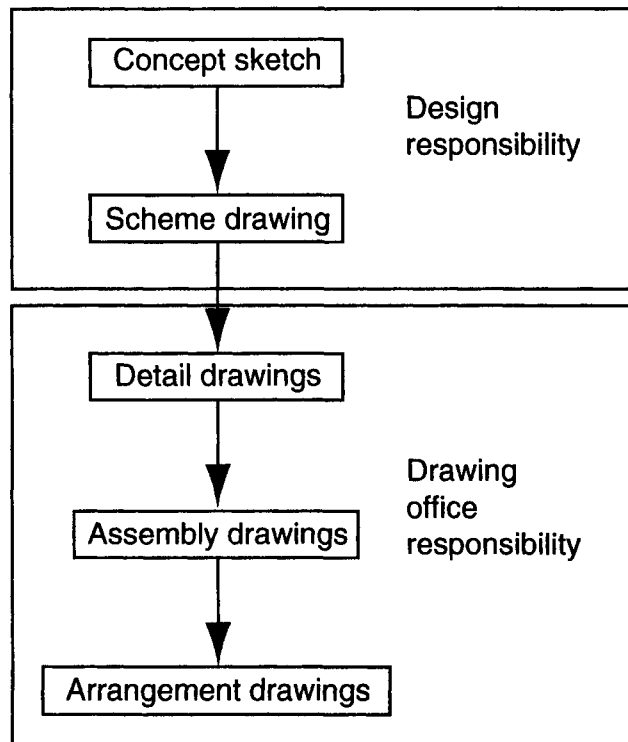 Concept sketch
Design
responsibility
Scheme drawing
Detail drawings
Drawing
office
responsibility
Assembly drawings
Arrangement drawings